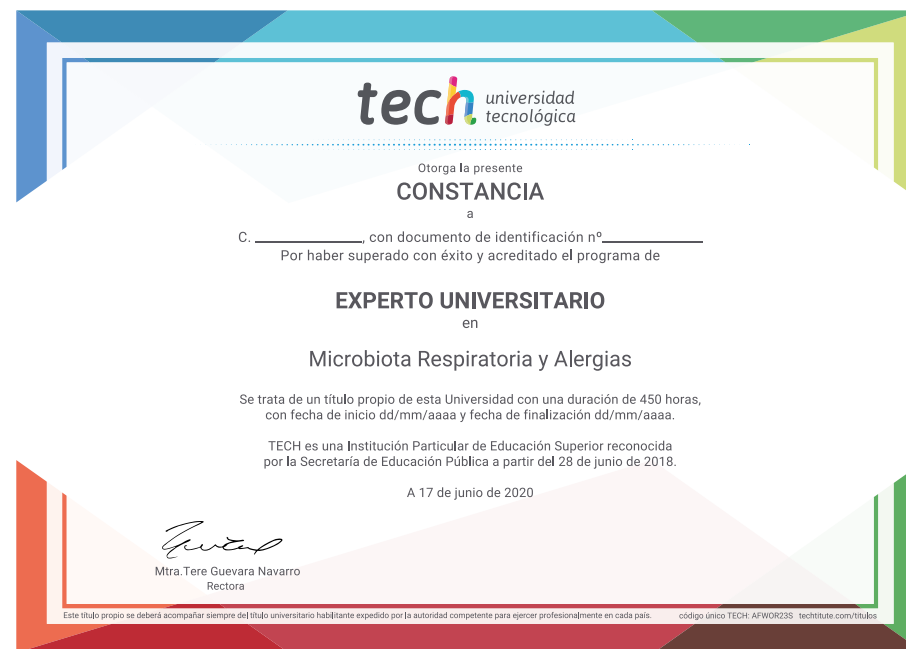 tech universidad
tecnológica
Otorga la presente
CONSTANCIA
a
C. ____________, con documento de identificación nº____________
Por haber superado con éxito y acreditado el programa de
EXPERTO UNIVERSITARIO
en
Microbiota Respiratoria y Alergias
Se trata de un título propio de esta Universidad con una duración de 450 horas,
con fecha de inicio dd/mm/aaaa y fecha de finalización dd/mm/aaaa.
TECH es una Institución Particular de Educación Superior reconocida
por la Secretaría de Educación Pública a partir del 28 de junio de 2018.
A 17 de junio de 2020
Mtra.Tere Guevara Navarro
Rectora
Este título propio se deberá acompañar siempre del título universitario habilitante expedido por la autoridad competente para ejercer profesionalmente en cada país. código único TECH: AFWOR23S techtitute.com/títulos